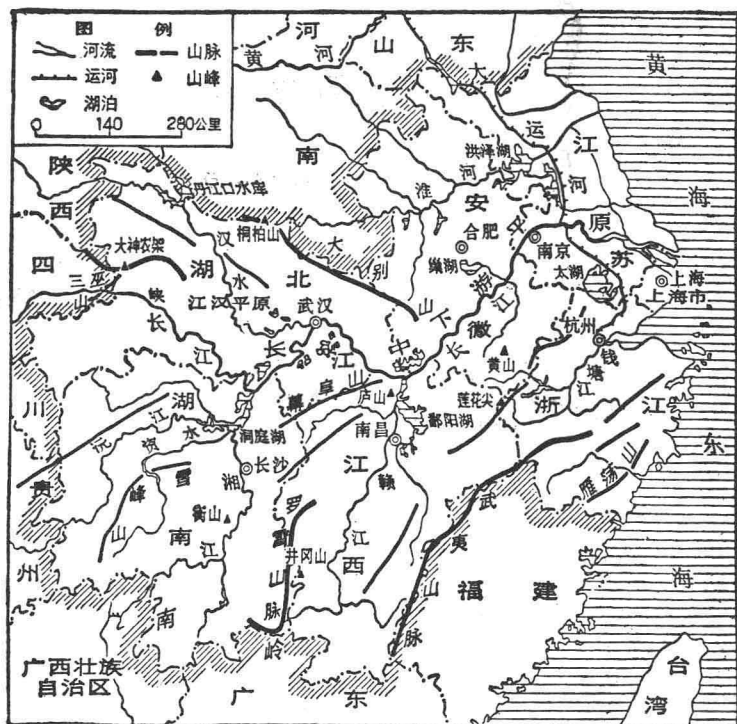 图 例
河流 山脉
运河 山峰
湖泊
0 140 280公里
黄河
河南
山东
大运河
黄海
江苏
洪泽湖
淮河
陕西
丹江口水库
安徽
合肥
巢湖
南京
太湖
上海
上海市
四川
大神农架
三峡
巫山
湖北
汉水
桐柏山
大别山
江汉平原
武汉
长江
长江中下游平原
杭州
钱塘江
黄山
莲花尖
浙江
幕阜山
庐山
鄱阳湖
南昌
洞庭湖
长沙
湖南
沅江
资水
雪峰山
衡山
湘江
江西
赣江
罗霄山脉
井冈山
武夷山脉
雁荡山
东海
福建
贵州
南岭
广西壮族
自治区
广东
台湾